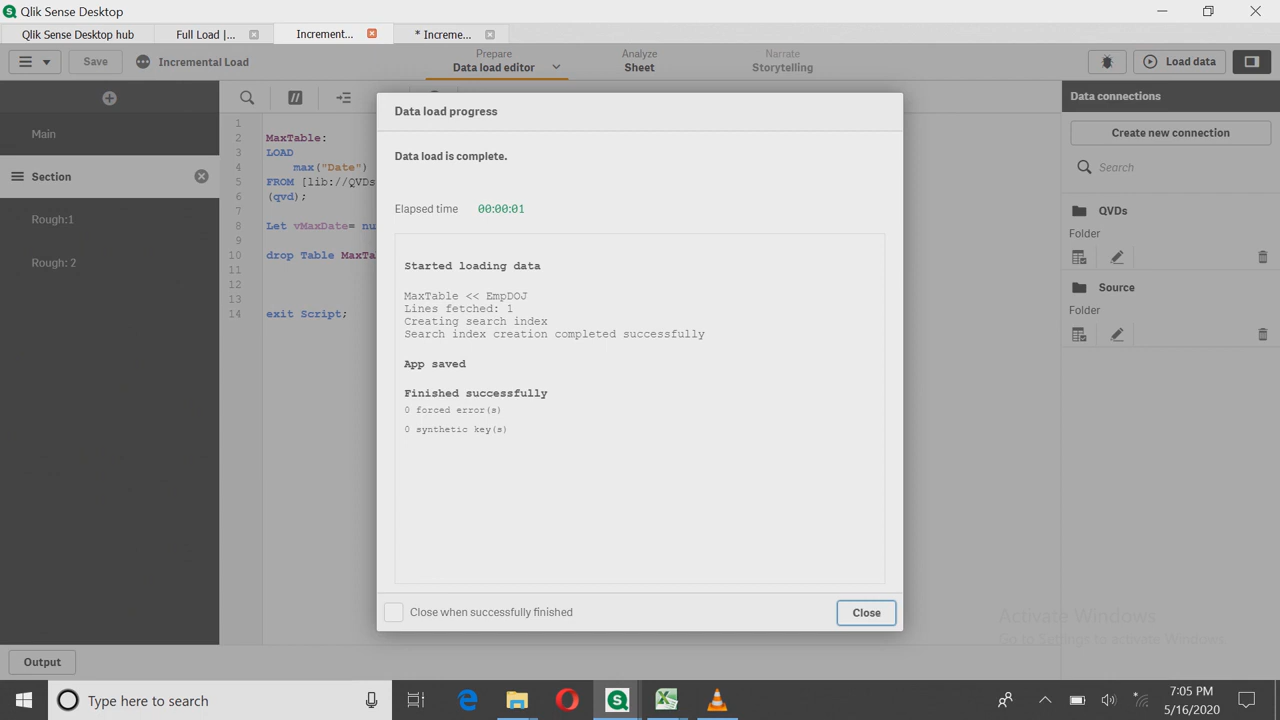 Qlik Sense Desktop
Qlik Sense Desktop hub
Full Load |...
Increment...
* Increme...
Save
Incremental Load
Prepare
Data load editor
Analyze
Sheet
Narrate
Storytelling
Load data
Main
Section
Rough:1
Rough: 2
1
2 MaxTable:
3 LOAD
4 max("Date")
5 FROM [lib://QVDs
6 (qvd);
7
8 Let vMaxDate= nu
9
10 drop Table MaxTa
11
12
13
14 exit Script;
Data load progress
Data load is complete.
Elapsed time 00:00:01
Started loading data
MaxTable << EmpDOJ
Lines fetched: 1
Creating search index
Search index creation completed successfully
App saved
Finished successfully
0 forced error(s)
0 synthetic key(s)
Close when successfully finished
Close
Data connections
Create new connection
Search
QVDs
Folder
Source
Folder
Activate Windows
Go to Settings to activate Windows.
Output
Type here to search
7:05 PM
5/16/2020